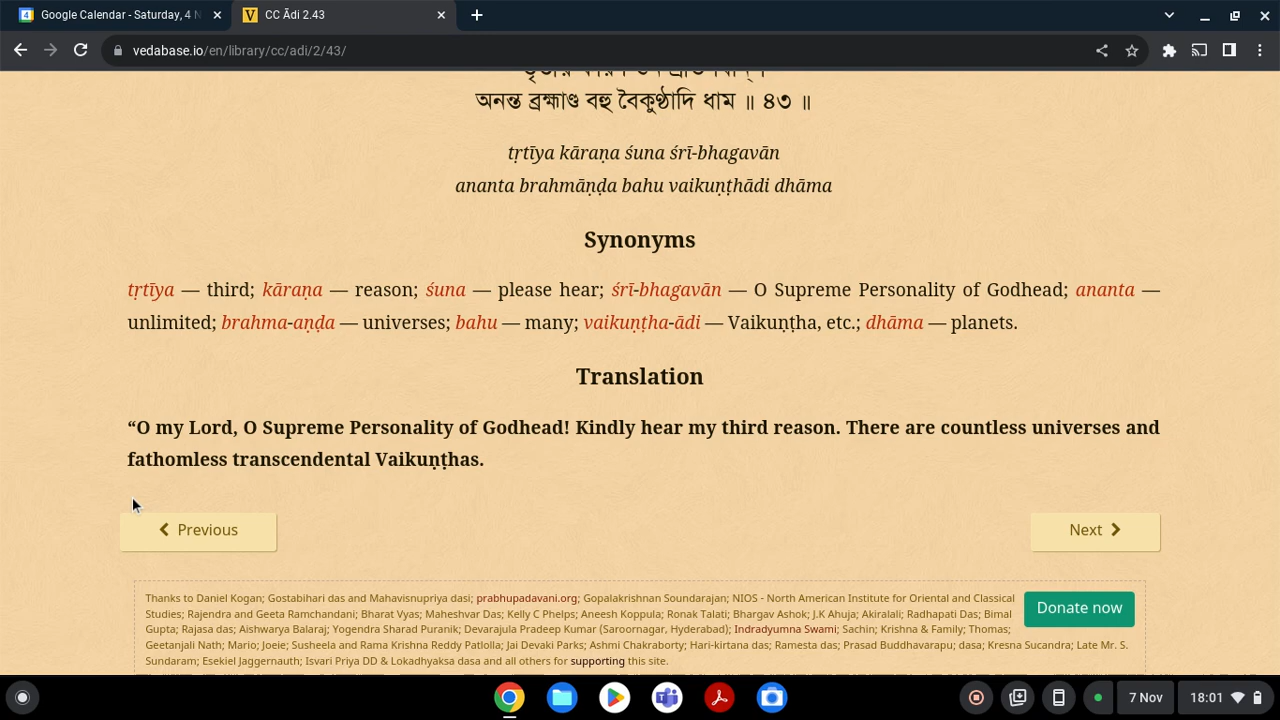 Google Calendar - Saturday, 4 N
CC Ādi 2.43
vedabase.io/en/library/cc/adi/2/43/
অনন্ত ব্রহ্মাণ্ড বহু বৈকুণ্ঠাদি ধাম ॥ ৪৩ ॥
tṛtīya kāraṇa śuna śrī-bhagavān
ananta brahmāṇḍa bahu vaikuṇṭhādi dhāma
Synonyms
tṛtīya — third; kāraṇa — reason; śuna — please hear; śrī-bhagavān — O Supreme Personality of Godhead; ananta —
unlimited; brahma-aṇḍa — universes; bahu — many; vaikuṇṭha-ādi — Vaikuṇṭha, etc.; dhāma — planets.
Translation
“O my Lord, O Supreme Personality of Godhead! Kindly hear my third reason. There are countless universes and
fathomless transcendental Vaikuṇṭhas.
Previous
Next
Thanks to Daniel Kogan; Gostabihari das and Mahavisnupriya dasi; prabhupadavani.org; Gopalakrishnan Soundarajan; NIOS - North American Institute for Oriental and Classical
Studies; Rajendra and Geeta Ramchandani; Bharat Vyas; Maheshvar Das; Kelly C Phelps; Aneesh Koppula; Ronak Talati; Bhargav Ashok; J.K Ahuja; Akiralali; Radhapati Das; Bimal
Gupta; Rajasa das; Aishwarya Balaraj; Yogendra Sharad Puranik; Devarajulu Pradeep Kumar (Saroornagar, Hyderabad); Indradyumna Swami; Sachin; Krishna & Family; Thomas;
Geetanjali Nath; Mario; Joeie; Susheela and Rama Krishna Reddy Patlolla; Jai Devaki Parks; Ashmi Chakraborty; Hari-kirtana das; Ramesta das; Prasad Buddhavarapu; dasa; Kresna Sucandra; Late Mr. S.
Sundaram; Esekiel Jaggernauth; Isvari Priya DD & Lokadhyaksa dasa and all others for supporting this site.
Donate now
7 Nov
18:01